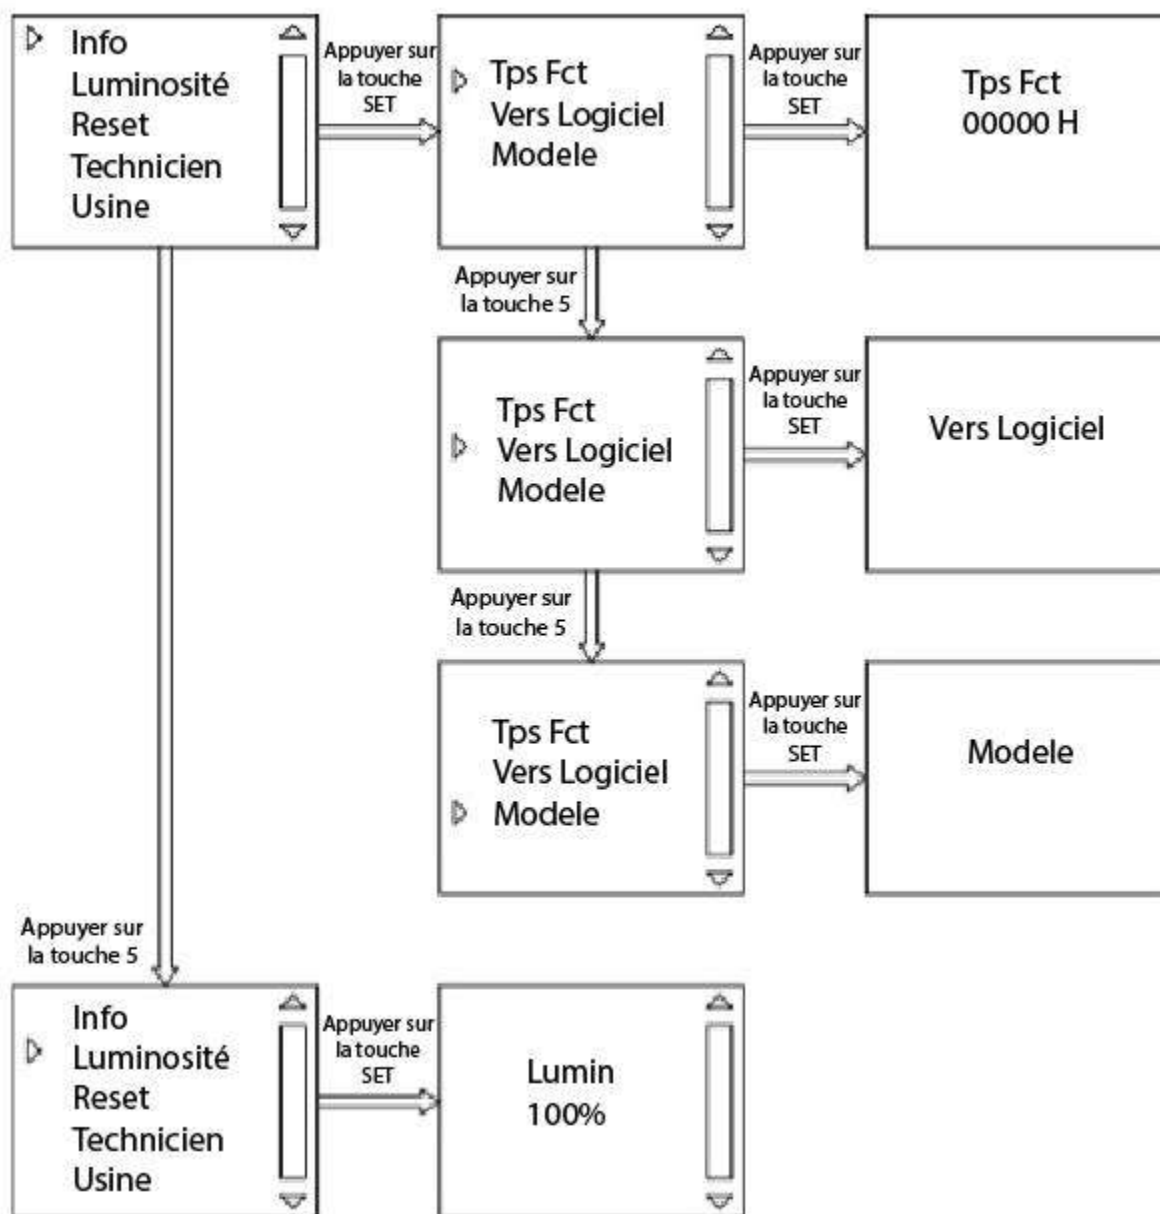 Info
Luminosité
Reset
Technicien
Usine
Appuyer sur
la touche
SET
Tps Fct
Vers Logiciel
Modele
Appuyer sur
la touche
SET
Tps Fct
00000 H
Appuyer sur
la touche 5
Tps Fct
Vers Logiciel
Modele
Appuyer sur
la touche
SET
Vers Logiciel
Appuyer sur
la touche 5
Tps Fct
Vers Logiciel
Modele
Appuyer sur
la touche
SET
Modele
Appuyer sur
la touche 5
Info
Luminosité
Reset
Technicien
Usine
Appuyer sur
la touche
SET
Lumin
100%